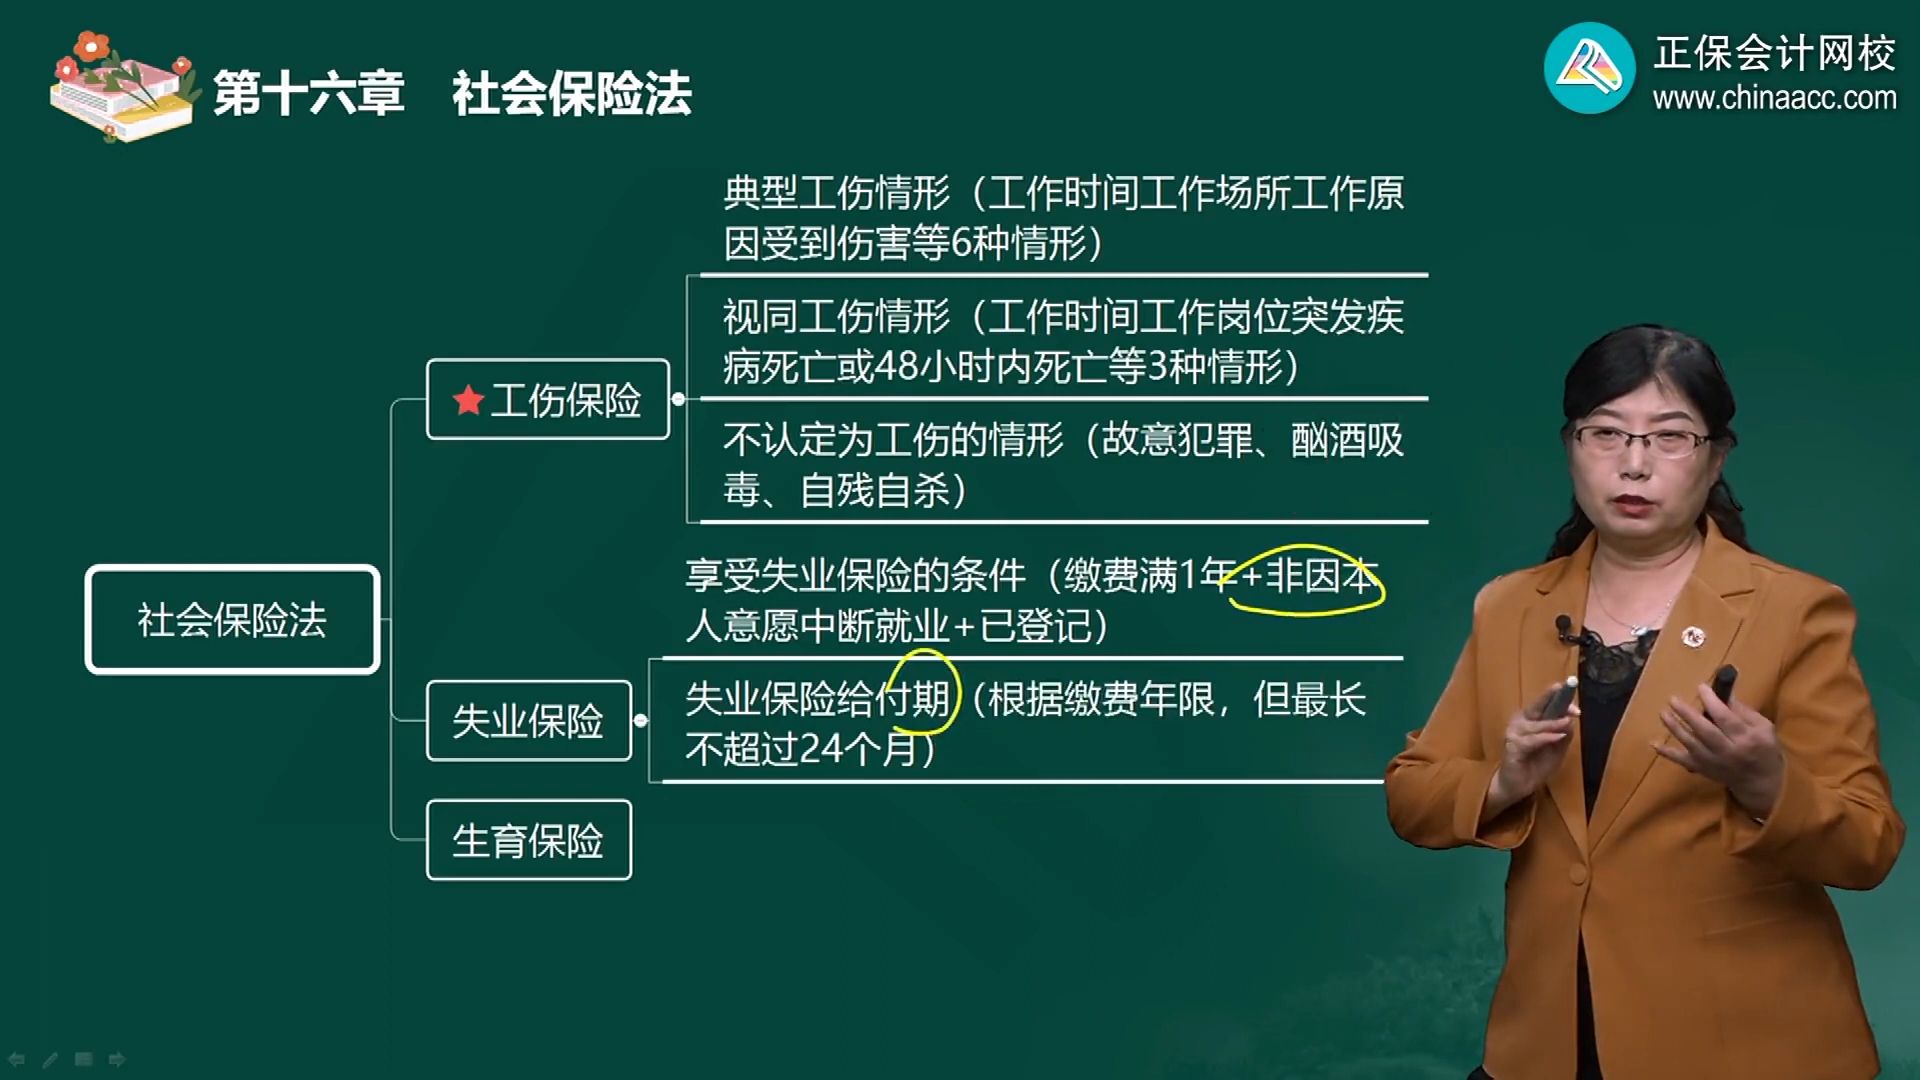 第十六章 社会保险法
正保会计网校
www.chinaacc.com
典型工伤情形（工作时间工作场所工作原
因受到伤害等6种情形）
视同工伤情形（工作时间工作岗位突发疾
病死亡或48小时内死亡等3种情形）
★工伤保险
不认定为工伤的情形（故意犯罪、酗酒吸
毒、自残自杀）
社会保险法
享受失业保险的条件（缴费满1年+非因本
人意愿中断就业+已登记）
失业保险
失业保险给付期（根据缴费年限，但最长
不超过24个月）
生育保险